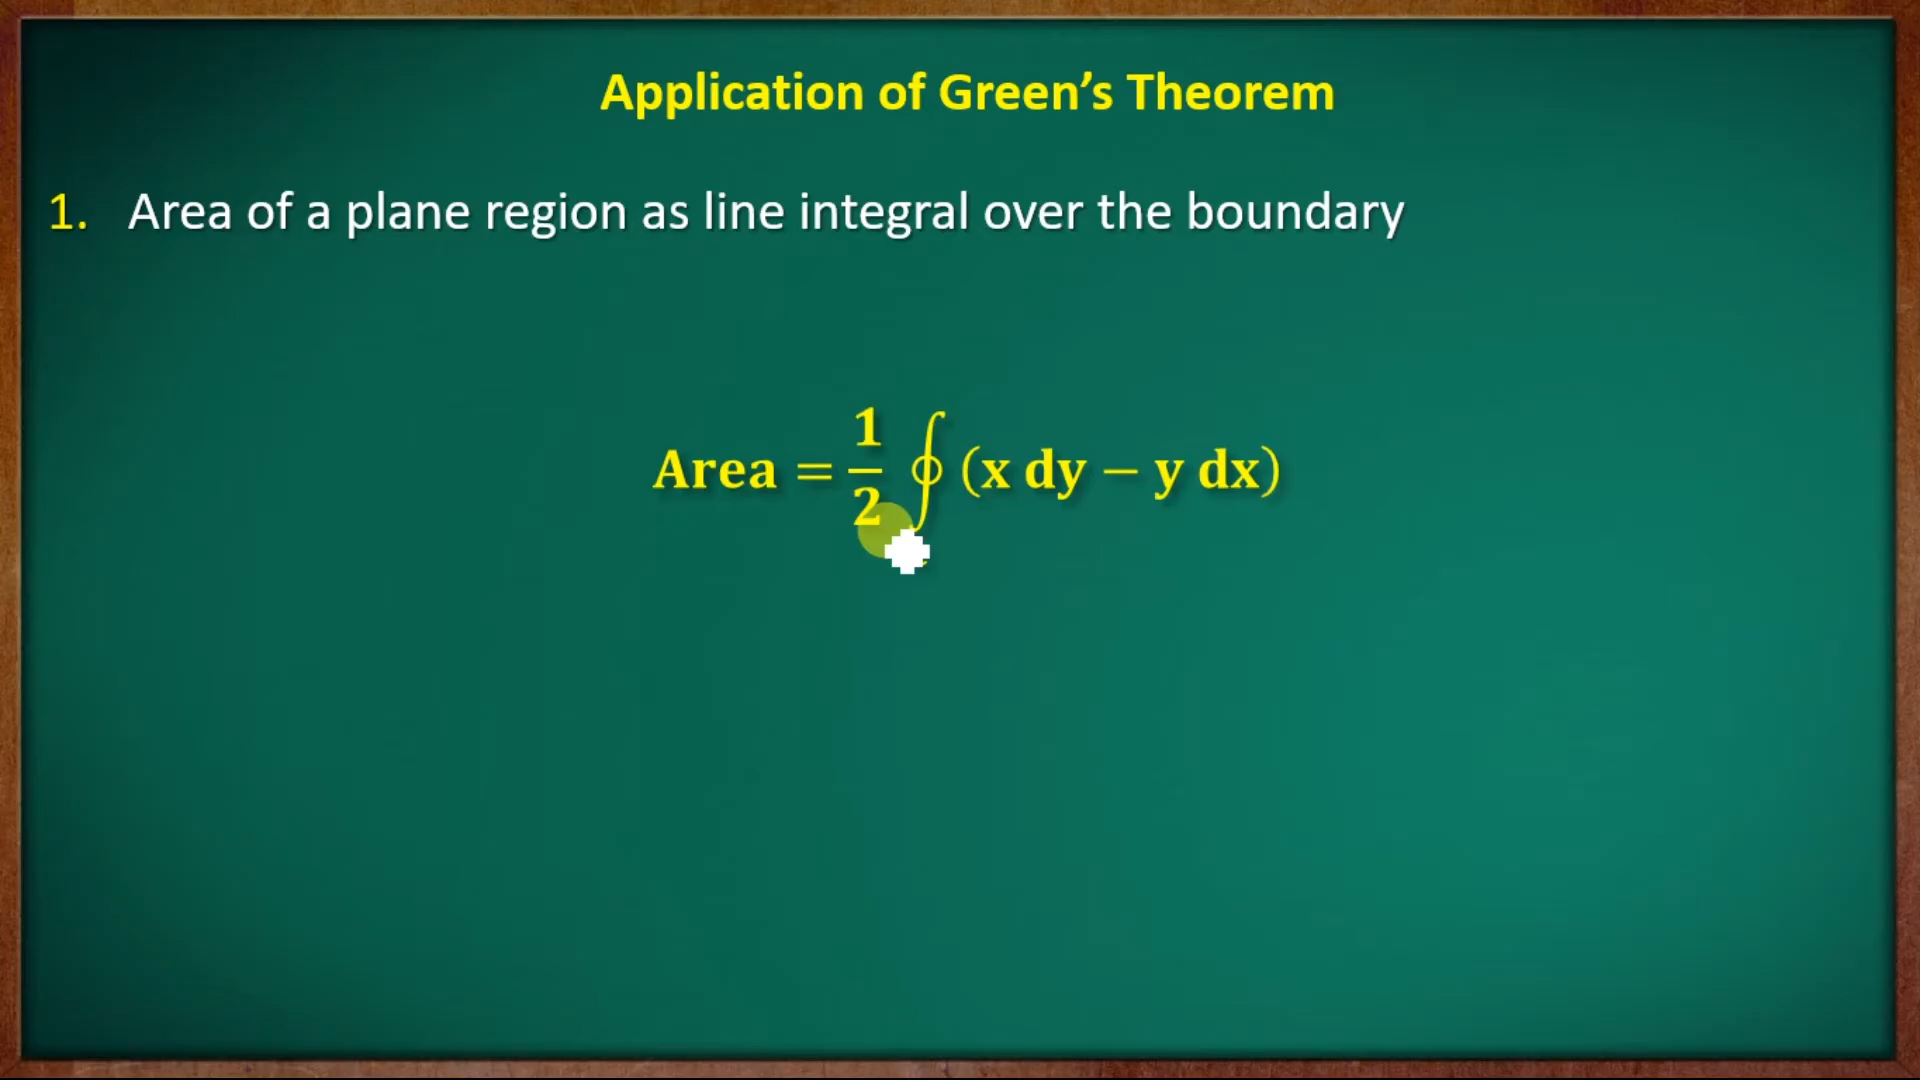 Application of Green’s Theorem
1. Area of a plane region as line integral over the boundary
Area = 1/2 ∮ (x dy − y dx)